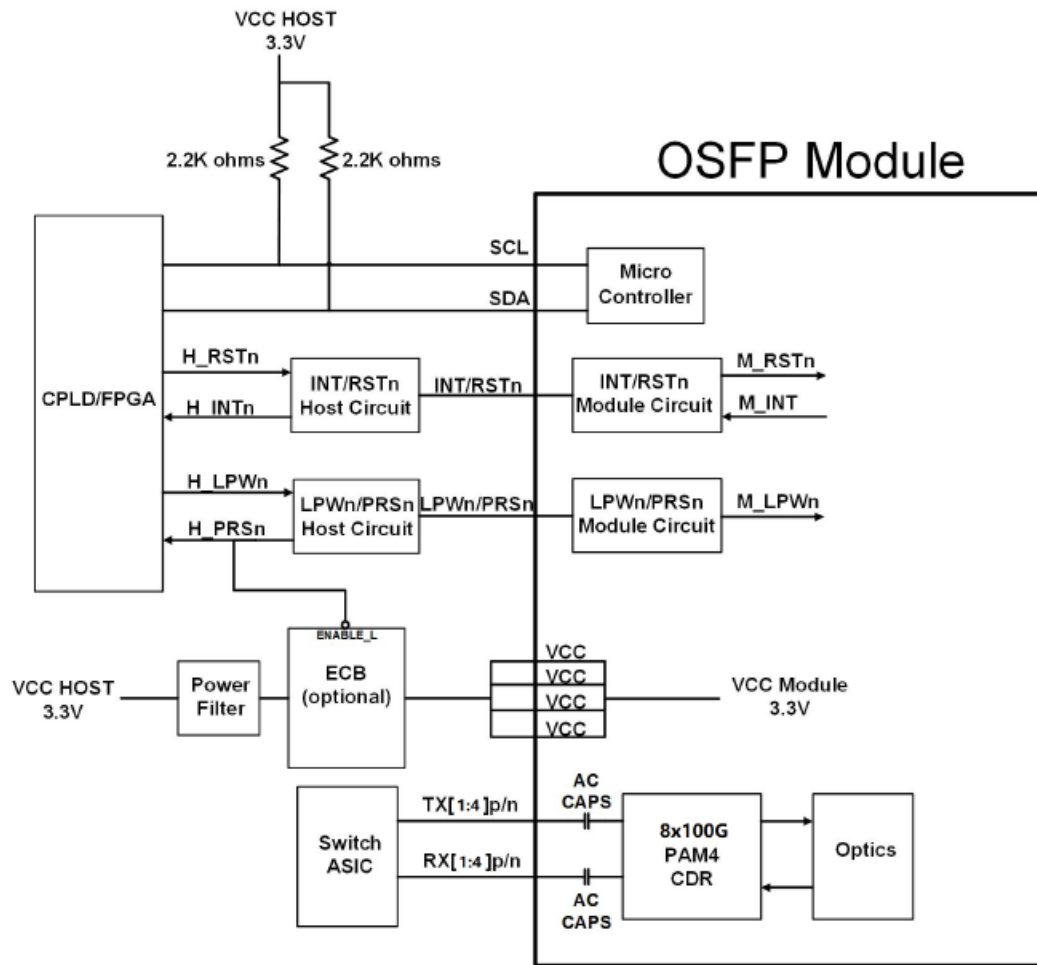 VCC HOST
3.3V
2.2K ohms
2.2K ohms
OSFP Module
SCL
SDA
Micro
Controller
CPLD/FPGA
H_RSTn
H_INTn
INT/RSTn
Host Circuit
INT/RSTn
INT/RSTn
Module Circuit
M_RSTn
M_INT
H_LPWn
H_PRSn
LPWn/PRSn
Host Circuit
LPWn/PRSn
LPWn/PRSn
Module Circuit
M_LPWn
VCC HOST
3.3V
Power
Filter
ENABLE_L
ECB
(optional)
VCC
VCC
VCC
VCC
VCC Module
3.3V
Switch
ASIC
TX[1:4]p/n
RX[1:4]p/n
AC
CAPS
AC
CAPS
8x100G
PAM4
CDR
Optics